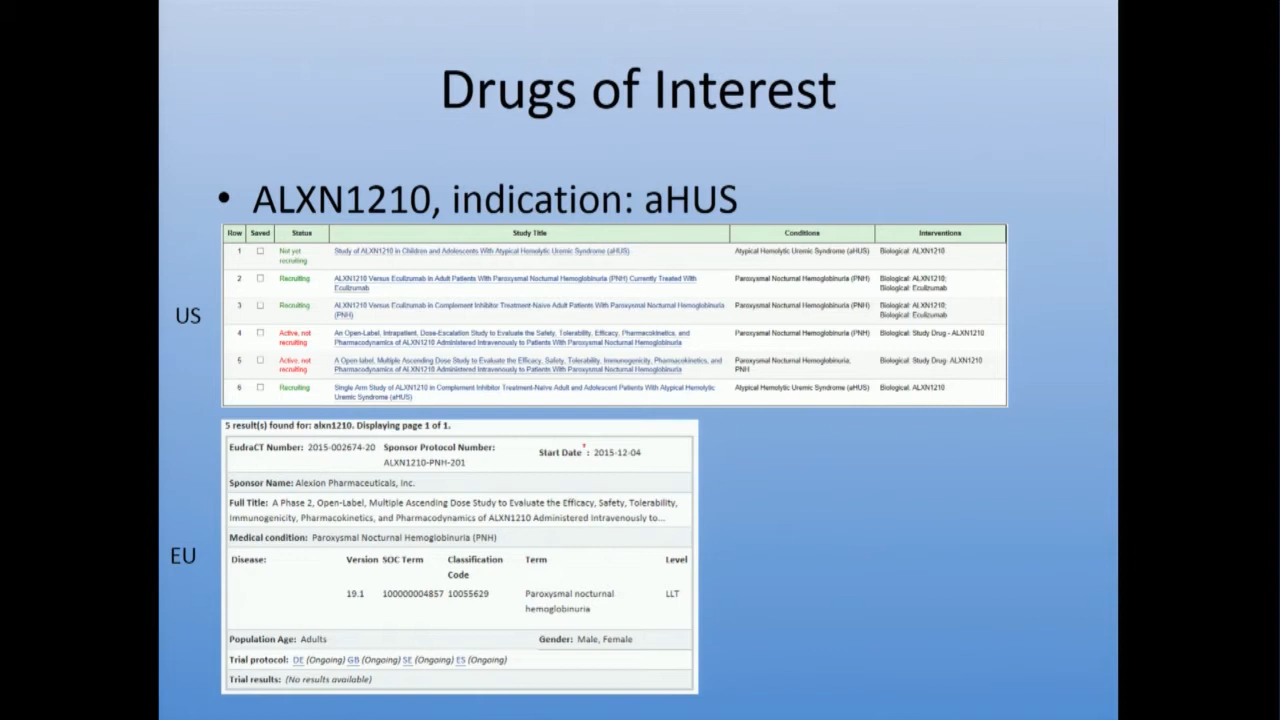 Drugs of Interest
• ALXN1210, indication: aHUS
Row Saved Status Study Title Conditions Interventions
1 Not yet recruiting Study of ALXN1210 in Children and Adolescents With Atypical Hemolytic Uremic Syndrome (aHUS) Atypical Hemolytic Uremic Syndrome (aHUS) Biological: ALXN1210
2 Recruiting ALXN1210 Versus Eculizumab in Adult Patients With Paroxysmal Nocturnal Hemoglobinuria (PNH) Currently Treated With Eculizumab Paroxysmal Nocturnal Hemoglobinuria (PNH) Biological: ALXN1210; Biological: Eculizumab
US
3 Recruiting ALXN1210 Versus Eculizumab in Complement Inhibitor Treatment-Naive Adult Patients With Paroxysmal Nocturnal Hemoglobinuria (PNH) Paroxysmal Nocturnal Hemoglobinuria (PNH) Biological: ALXN1210; Biological: Eculizumab
4 Active, not recruiting An Open-Label, Intrapatient, Dose-Escalation Study to Evaluate the Safety, Tolerability, Efficacy, Pharmacokinetics, and Pharmacodynamics of ALXN1210 Administered Intravenously to Patients With Paroxysmal Nocturnal Hemoglobinuria Paroxysmal Nocturnal Hemoglobinuria (PNH) Biological: Study Drug - ALXN1210
5 Active, not recruiting A Open-label, Multiple Ascending Dose Study to Evaluate the Efficacy, Safety, Tolerability, Immunogenicity, Pharmacokinetics, and Pharmacodynamics of ALXN1210 Administered Intravenously to Patients With Paroxysmal Nocturnal Hemoglobinuria Paroxysmal Nocturnal Hemoglobinuria, PNH Biological: Study Drug- ALXN1210
6 Recruiting Single Arm Study of ALXN1210 in Complement Inhibitor Treatment-Naive Adult and Adolescent Patients With Atypical Hemolytic Uremic Syndrome (aHUS) Atypical Hemolytic Uremic Syndrome (aHUS) Biological: ALXN1210
5 result(s) found for: alxn1210. Displaying page 1 of 1.
EudraCT Number: 2015-002674-20 Sponsor Protocol Number: ALXN1210-PNH-201 Start Date*: 2015-12-04
Sponsor Name: Alexion Pharmaceuticals, Inc.
Full Title: A Phase 2, Open-Label, Multiple Ascending Dose Study to Evaluate the Efficacy, Safety, Tolerability,
Immunogenicity, Pharmacokinetics, and Pharmacodynamics of ALXN1210 Administered Intravenously to...
Medical condition: Paroxysmal Nocturnal Hemoglobinuria (PNH)
EU
Disease: Version SOC Term Classification Code Term Level
19.1 100000004857 10055629 Paroxysmal nocturnal hemoglobinuria LLT
Population Age: Adults Gender: Male, Female
Trial protocol: DE (Ongoing) GB (Ongoing) SE (Ongoing) ES (Ongoing)
Trial results: (No results available)